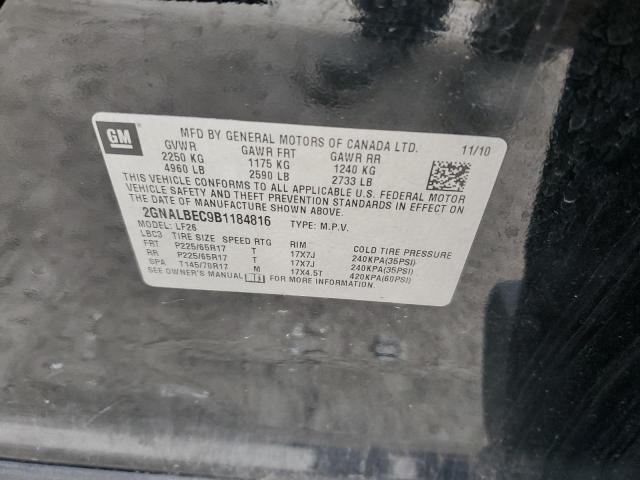 GM
MFD BY GENERAL MOTORS OF CANADA LTD. 11/10
GVWR GAWR FRT GAWR RR
2250 KG 1175 KG 1240 KG
4960 LB 2590 LB 2733 LB
THIS VEHICLE CONFORMS TO ALL APPLICABLE U.S. FEDERAL MOTOR
VEHICLE SAFETY AND THEFT PREVENTION STANDARDS IN EFFECT ON
THE DATE OF MANUFACTURE SHOWN ABOVE.
2GNALBEC9B1184816 TYPE: M.P.V.
MODEL: LF26
LBC3 TIRE SIZE SPEED RTG RIM COLD TIRE PRESSURE
FRT P225/65R17 T 17X7J 240KPA(35PSI)
RR P225/65R17 T 17X7J 240KPA(35PSI)
SPA T145/70R17 M 17X4.5T 420KPA(60PSI)
SEE OWNER'S MANUAL FOR MORE INFORMATION.